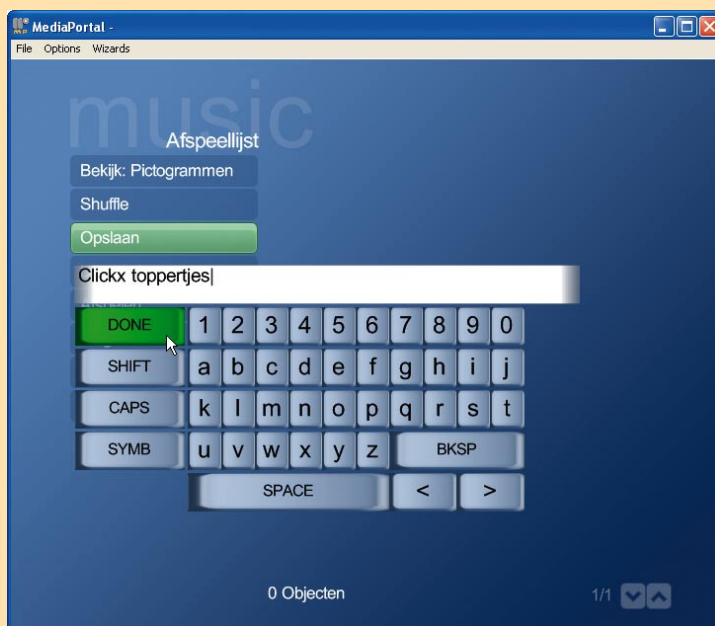 MediaPortal -
File Options Wizards
music
Afspeellijst
Bekijk: Pictogrammen
Shuffle
Opslaan
Clickx toppertjes
DONE 1 2 3 4 5 6 7 8 9 0
SHIFT a b c d e f g h i j
CAPS k l m n o p q r s t
SYMB u v w x y z BKSP
SPACE < >
0 Objecten
1/1